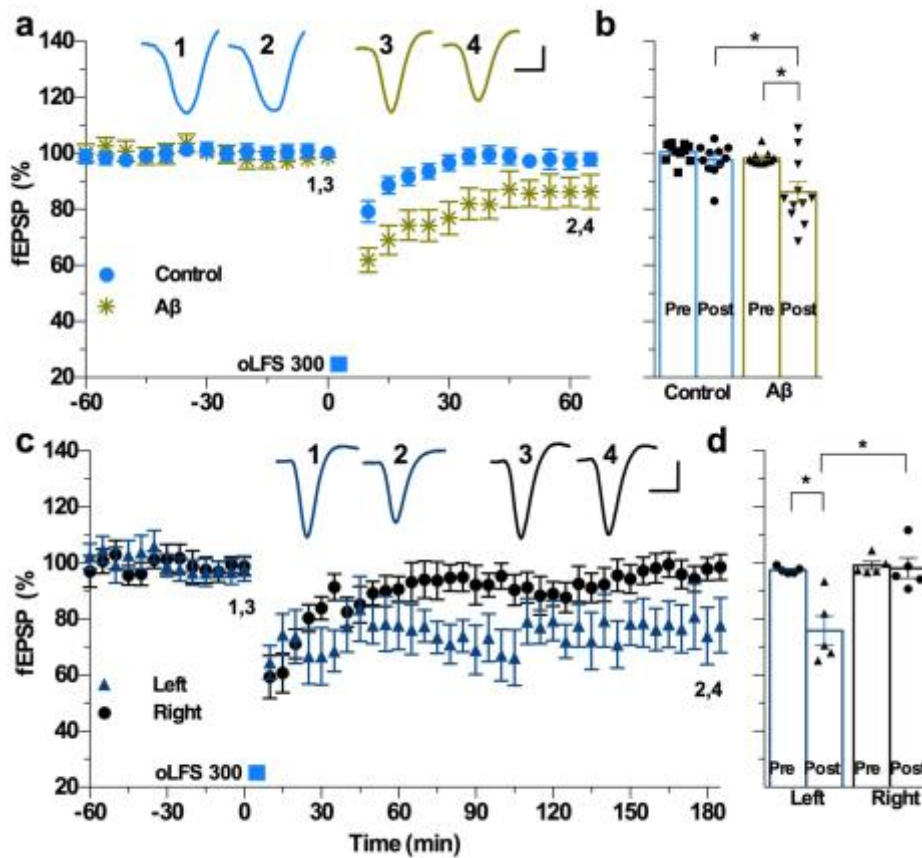 a
1 2 3 4
140
120
100
80
60
40
20
fEPSP (%
1,3
2,4
Control
Aβ
oLFS 300
-60 -30 0 30 60
b
*
*
Pre Post Pre Post
Control Aβ
c
1 2 3 4
140
120
100
80
60
40
20
fEPSP (%
1,3
2,4
Left
Right
oLFS 300
-60 -30 0 30 60 90 120 150 180
Time (min)
d
*
*
Pre Post Pre Post
Left Right